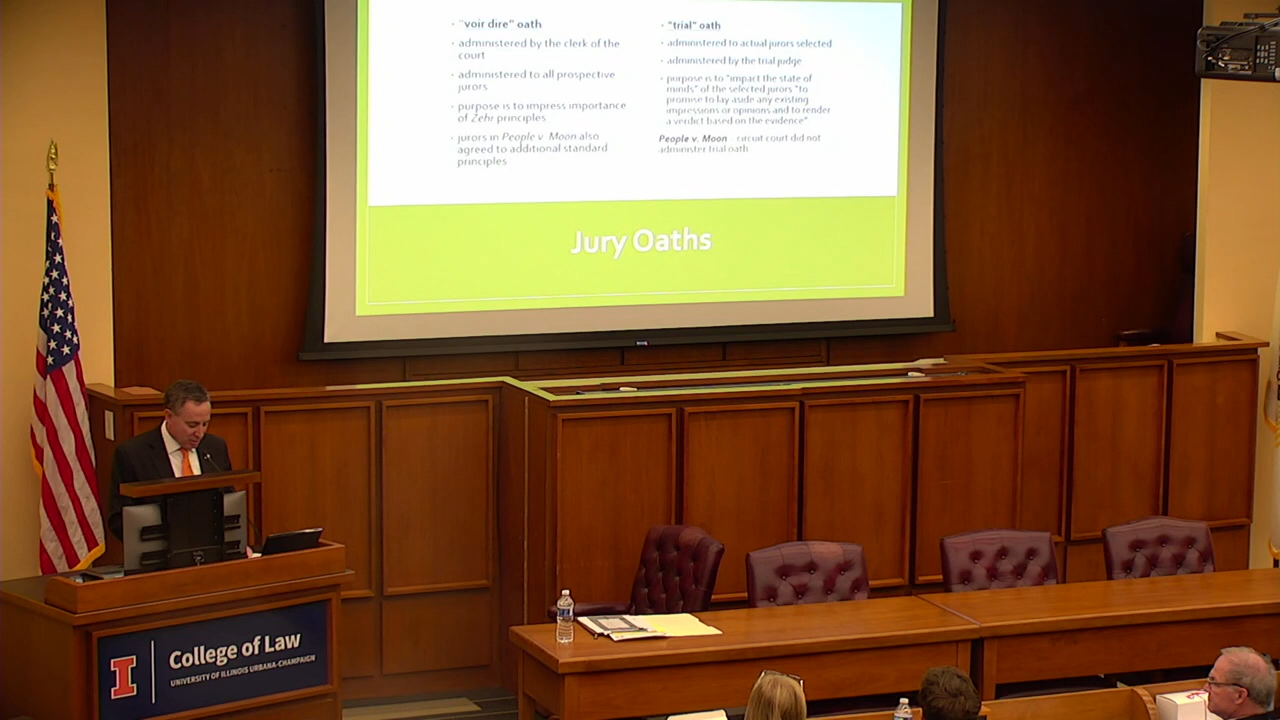 "voir dire" oath
administered by the clerk of the
court
administered to all prospective
jurors
purpose is to impress importance
of Zehr principles
jurors in People v. Moon also
agreed to additional standard
principles
"trial" oath
administered to actual jurors selected
administered by the trial judge
purpose is to "impact the state of
minds" of the selected jurors "to
promise to lay aside any existing
impressions or opinions and to render
a verdict based on the evidence"
People v. Moon – circuit court did not
administer trial oath
Jury Oaths
I
College of Law
UNIVERSITY OF ILLINOIS URBANA-CHAMPAIGN